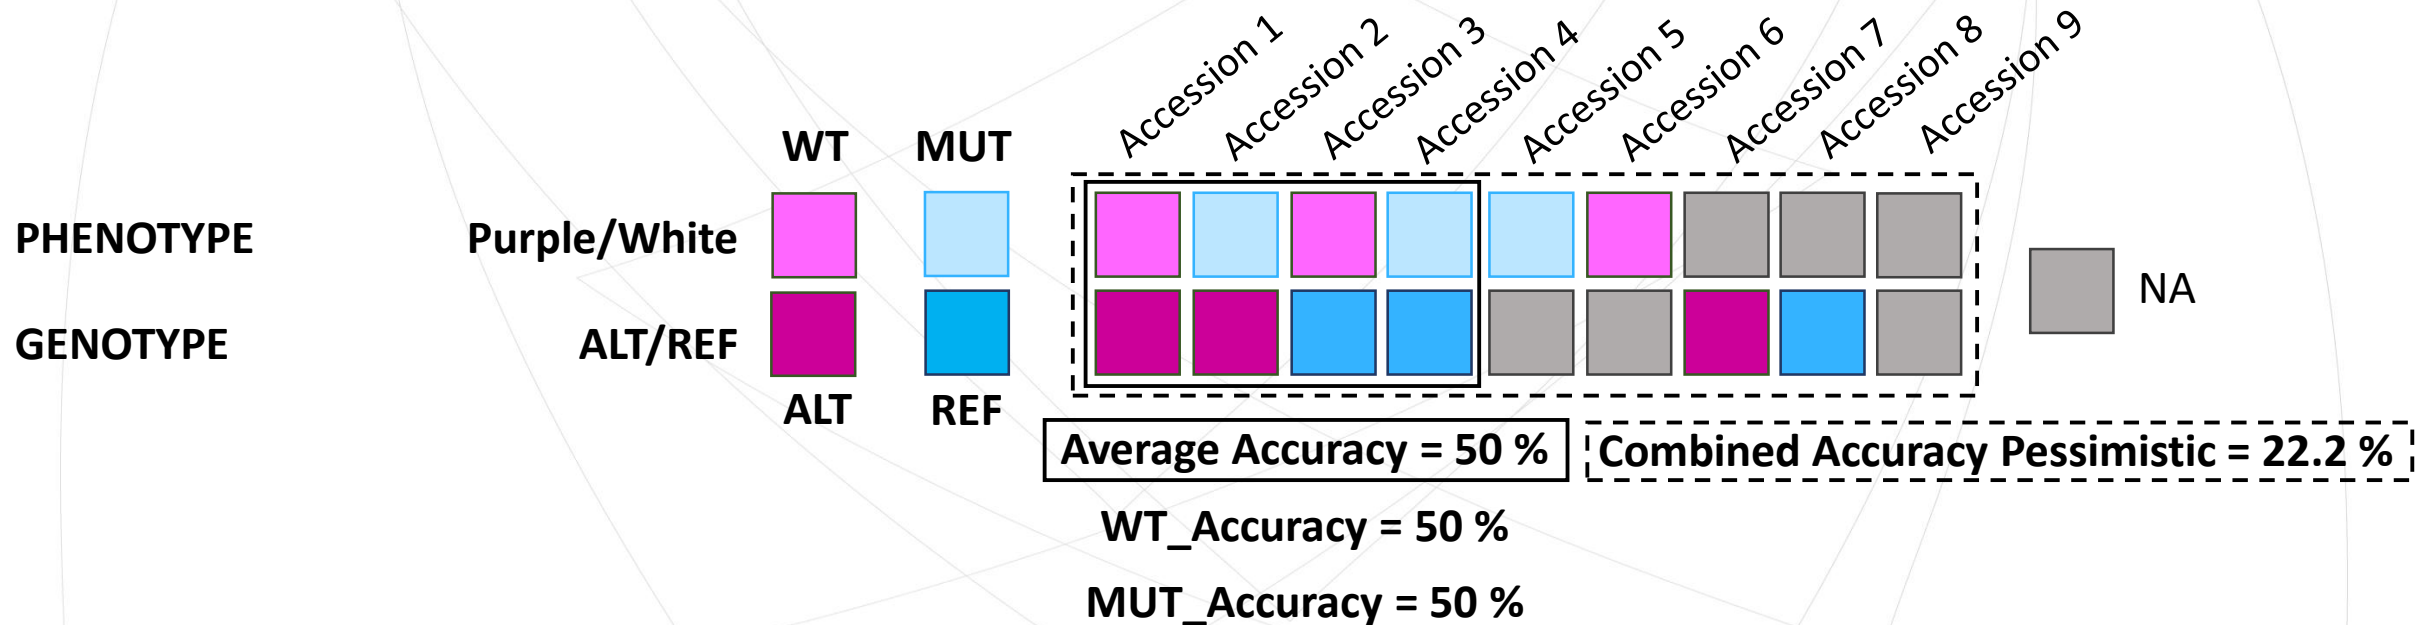 Accession 1
Accession 2
Accession 3
Accession 4
Accession 5
Accession 6
Accession 7
Accession 8
Accession 9
WT MUT
PHENOTYPE Purple/White
NA
GENOTYPE ALT/REF
ALT REF
Average Accuracy = 50 % Combined Accuracy Pessimistic = 22.2 %
WT_Accuracy = 50 %
MUT_Accuracy = 50 %